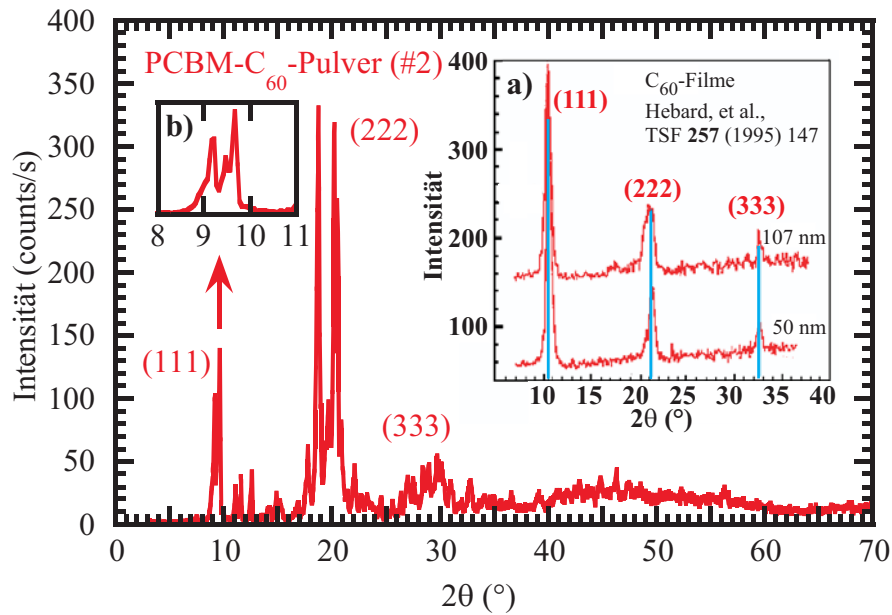 PCBM-C₆₀-Pulver (#2)
Intensität (counts/s)
400
350
300
250
200
150
100
50
0
0 10 20 30 40 50 60 70
2θ (°)
(111)
(222)
(333)
b)
8 9 10 11
a)
C₆₀-Filme
Hebard, et al.,
TSF 257 (1995) 147
(111)
(222)
(333)
107 nm
50 nm
Intensität
400
300
200
100
10 15 20 25 30 35 40
2θ (°)